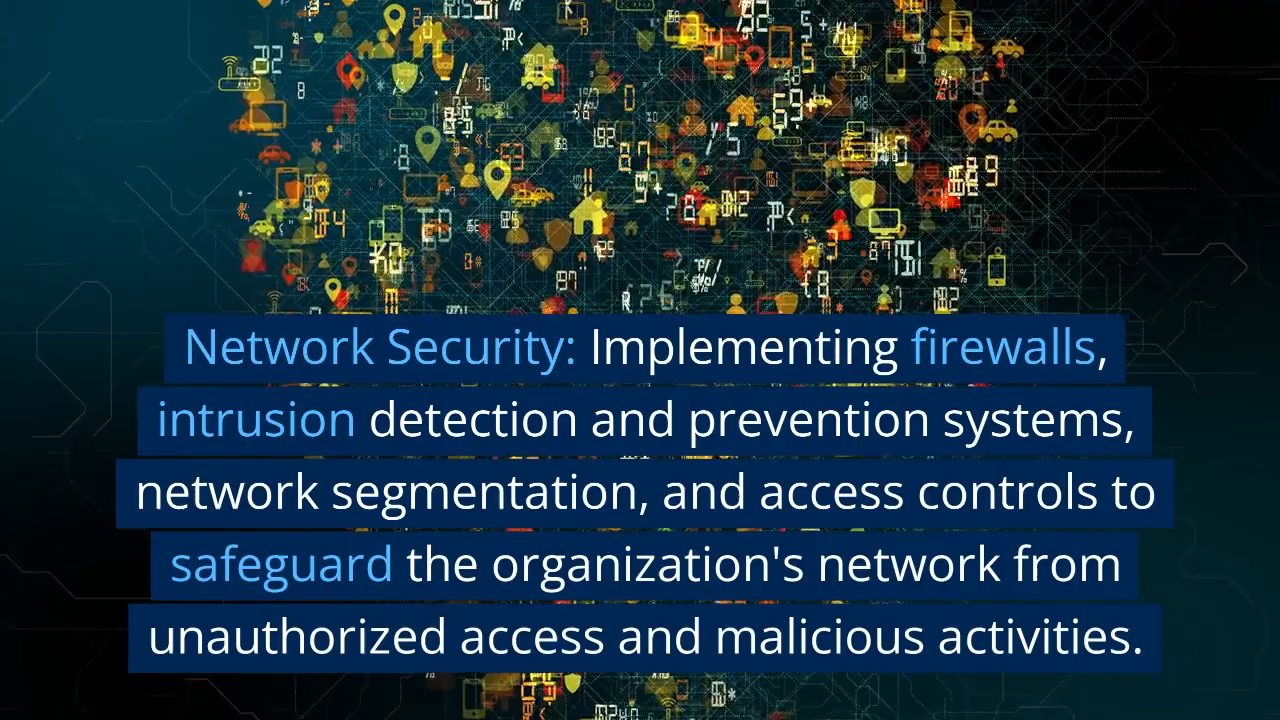 Network Security: Implementing firewalls,
intrusion detection and prevention systems,
network segmentation, and access controls to
safeguard the organization's network from
unauthorized access and malicious activities.